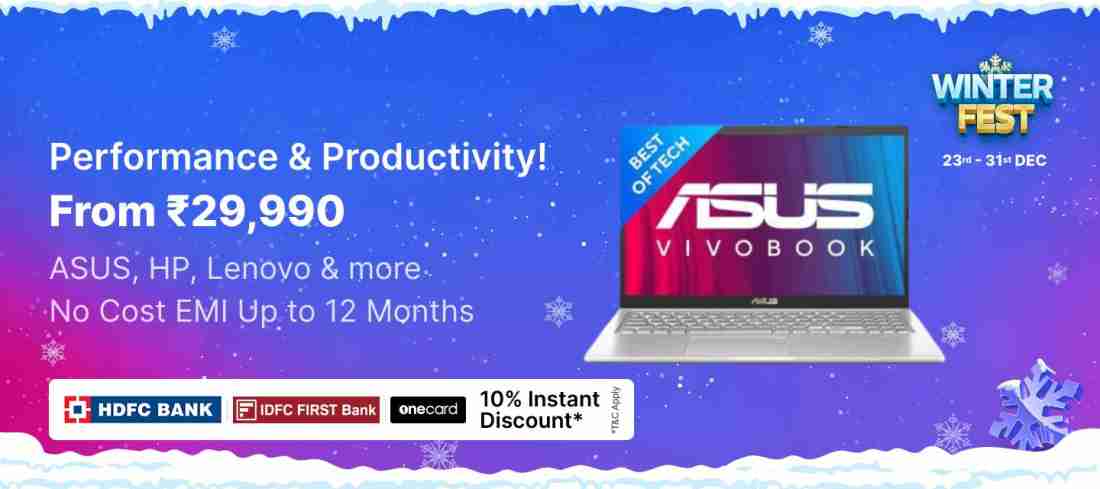 WINTER
FEST
23rd - 31st DEC
Performance & Productivity!
From ₹29,990
ASUS, HP, Lenovo & more
No Cost EMI Up to 12 Months
BEST
OF TECH
ASUS
VIVOBOOK
ASUS
HDFC BANK
IDFC FIRST Bank
onecard
10% Instant
Discount*
*T&C Apply